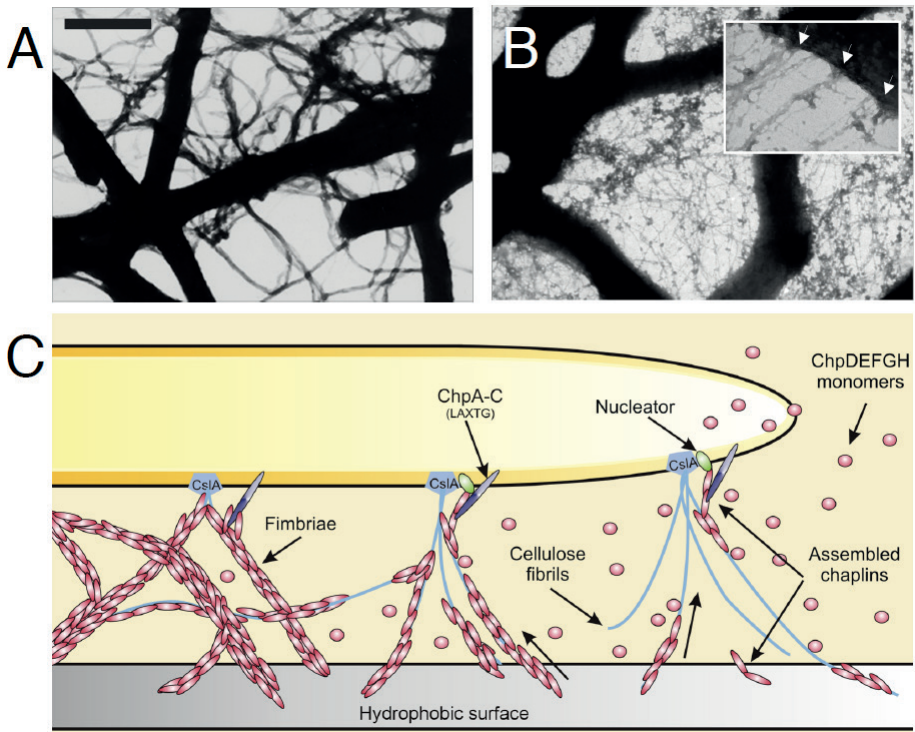 A
B
C
ChpDEFGH
monomers
ChpA-C
(LAXTG)
Nucleator
CslA
CslA
CslA
Fimbriae
Cellulose
fibrils
Assembled
chaplins
Hydrophobic surface